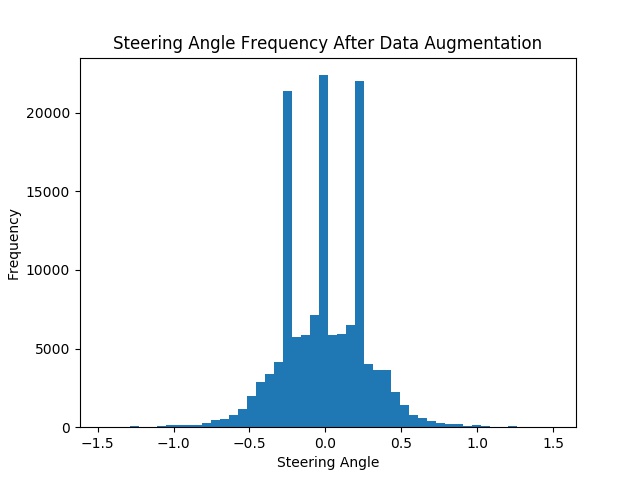 Steering Angle Frequency After Data Augmentation
20000
15000
10000
5000
0
Frequency
−1.5 −1.0 −0.5 0.0 0.5 1.0 1.5
Steering Angle